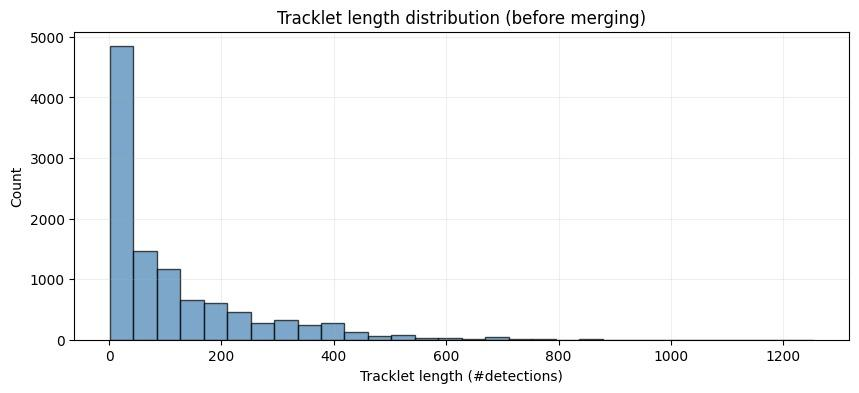 Tracklet length distribution (before merging)
5000
4000
3000
2000
1000
0
Count
0 200 400 600 800 1000 1200
Tracklet length (#detections)